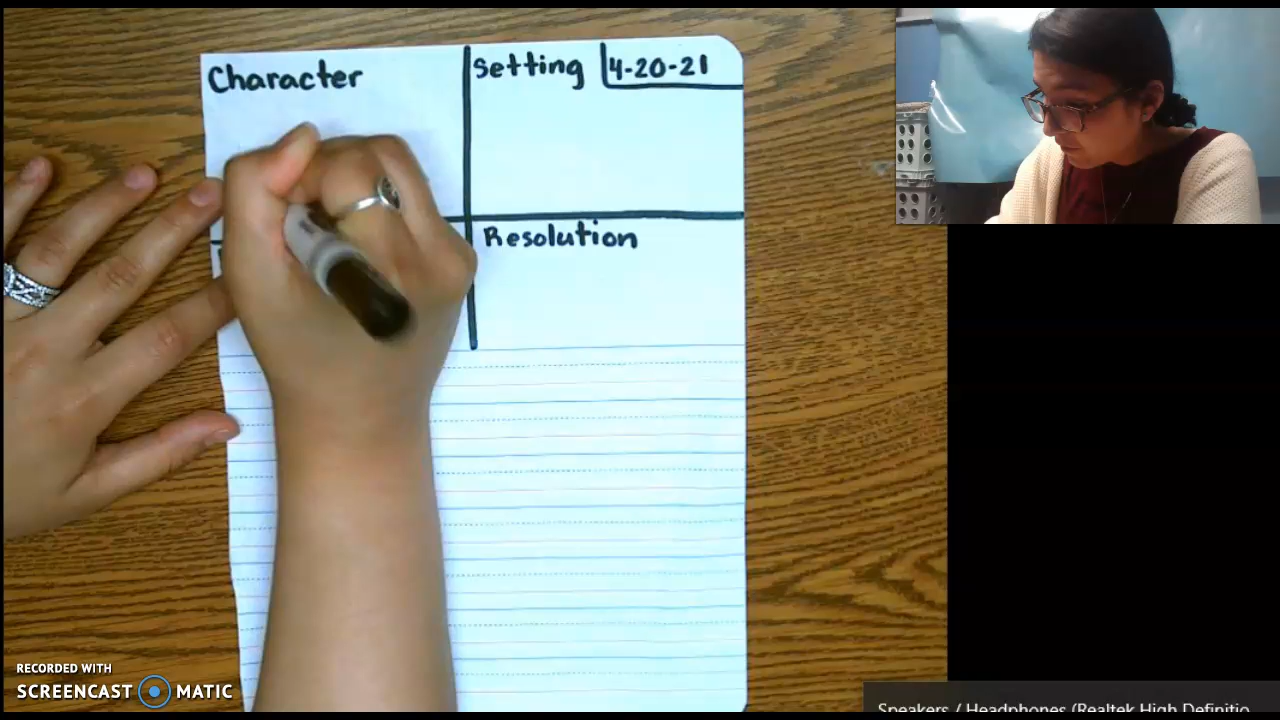 Character
Setting 4-20-21
Resolution
RECORDED WITH
SCREENCAST MATIC
Speakers / Headphones (Realtek High Definitio